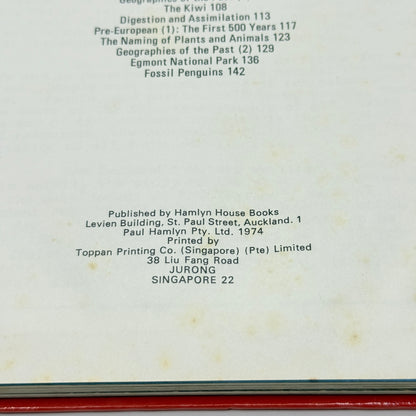 The Kiwi 108
Digestion and Assimilation 113
Pre-European (1): The First 500 Years 117
The Naming of Plants and Animals 123
Geographies of the Past (2) 129
Egmont National Park 136
Fossil Penguins 142
Published by Hamlyn House Books
Levien Building, St. Paul Street, Auckland. 1
Paul Hamlyn Pty. Ltd. 1974
Printed by
Toppan Printing Co. (Singapore) (Pte) Limited
38 Liu Fang Road
JURONG
SINGAPORE 22